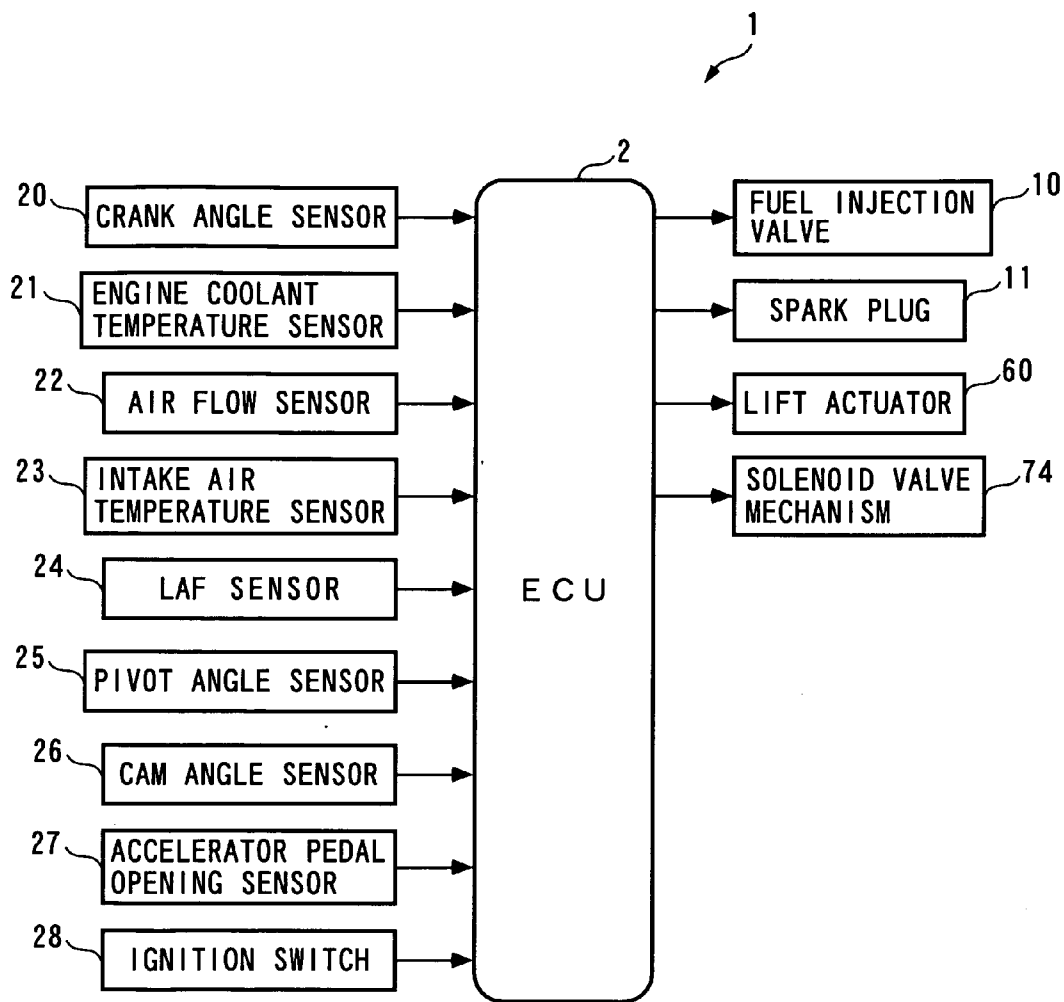 1
2
20
CRANK ANGLE SENSOR
21
ENGINE COOLANT
TEMPERATURE SENSOR
22
AIR FLOW SENSOR
23
INTAKE AIR
TEMPERATURE SENSOR
24
LAF SENSOR
25
PIVOT ANGLE SENSOR
26
CAM ANGLE SENSOR
27
ACCELERATOR PEDAL
OPENING SENSOR
28
IGNITION SWITCH
ECU
FUEL INJECTION
VALVE
10
SPARK PLUG
11
LIFT ACTUATOR
60
SOLENOID VALVE
MECHANISM
74